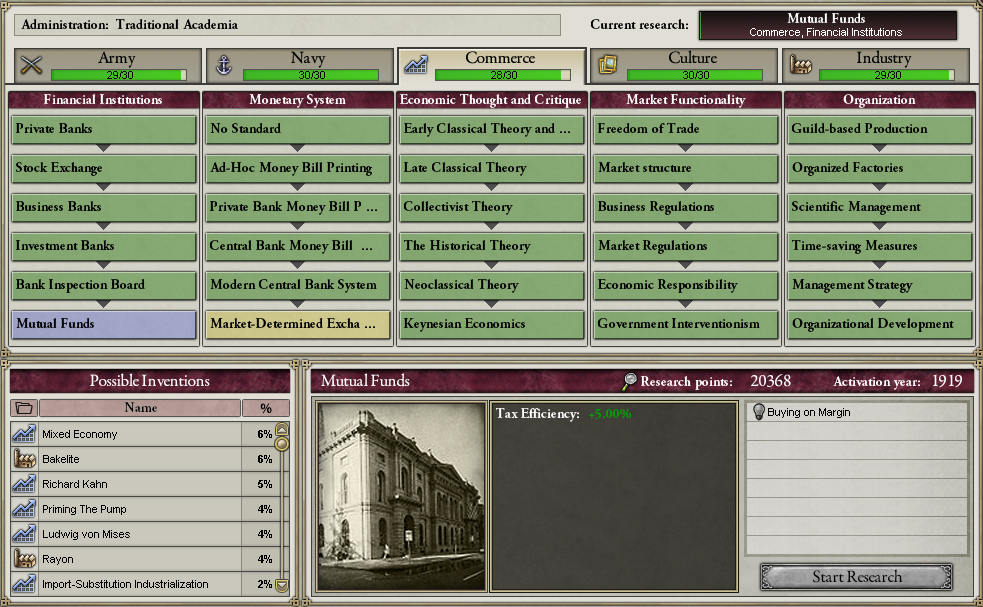 Administration: Traditional Academia
Current research:
Mutual Funds
Commerce, Financial Institutions
Army
29/30
Navy
30/30
Commerce
28/30
Culture
30/30
Industry
29/30
Financial Institutions
Monetary System
Economic Thought and Critique
Market Functionality
Organization
Private Banks
No Standard
Early Classical Theory and ...
Freedom of Trade
Guild-based Production
Stock Exchange
Ad-Hoc Money Bill Printing
Late Classical Theory
Market structure
Organized Factories
Business Banks
Private Bank Money Bill P ...
Collectivist Theory
Business Regulations
Scientific Management
Investment Banks
Central Bank Money Bill ...
The Historical Theory
Market Regulations
Time-saving Measures
Bank Inspection Board
Modern Central Bank System
Neoclassical Theory
Economic Responsibility
Management Strategy
Mutual Funds
Market-Determined Excha ...
Keynesian Economics
Government Interventionism
Organizational Development
Possible Inventions
Name %
Mixed Economy 6%
Bakelite 6%
Richard Kahn 5%
Priming The Pump 4%
Ludwig von Mises 4%
Rayon 4%
Import-Substitution Industrialization 2%
Mutual Funds
Research points: 20368
Activation year: 1919
Tax Efficiency: +5.00%
Buying on Margin
Start Research